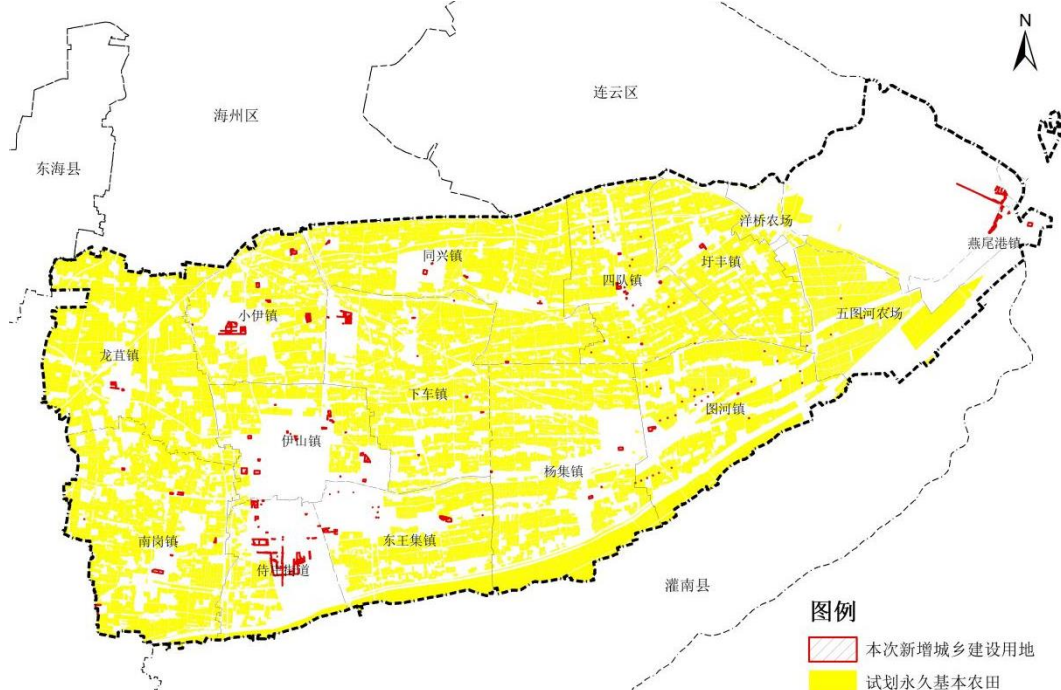 N
连云区
海州区
东海县
洋桥农场
燕尾港镇
同兴镇
圩丰镇
四队镇
五图河农场
小伊镇
龙苴镇
下车镇
图河镇
伊山镇
杨集镇
南岗镇
东王集镇
侍庄街道
灌南县
图例
本次新增城乡建设用地
试划永久基本农田